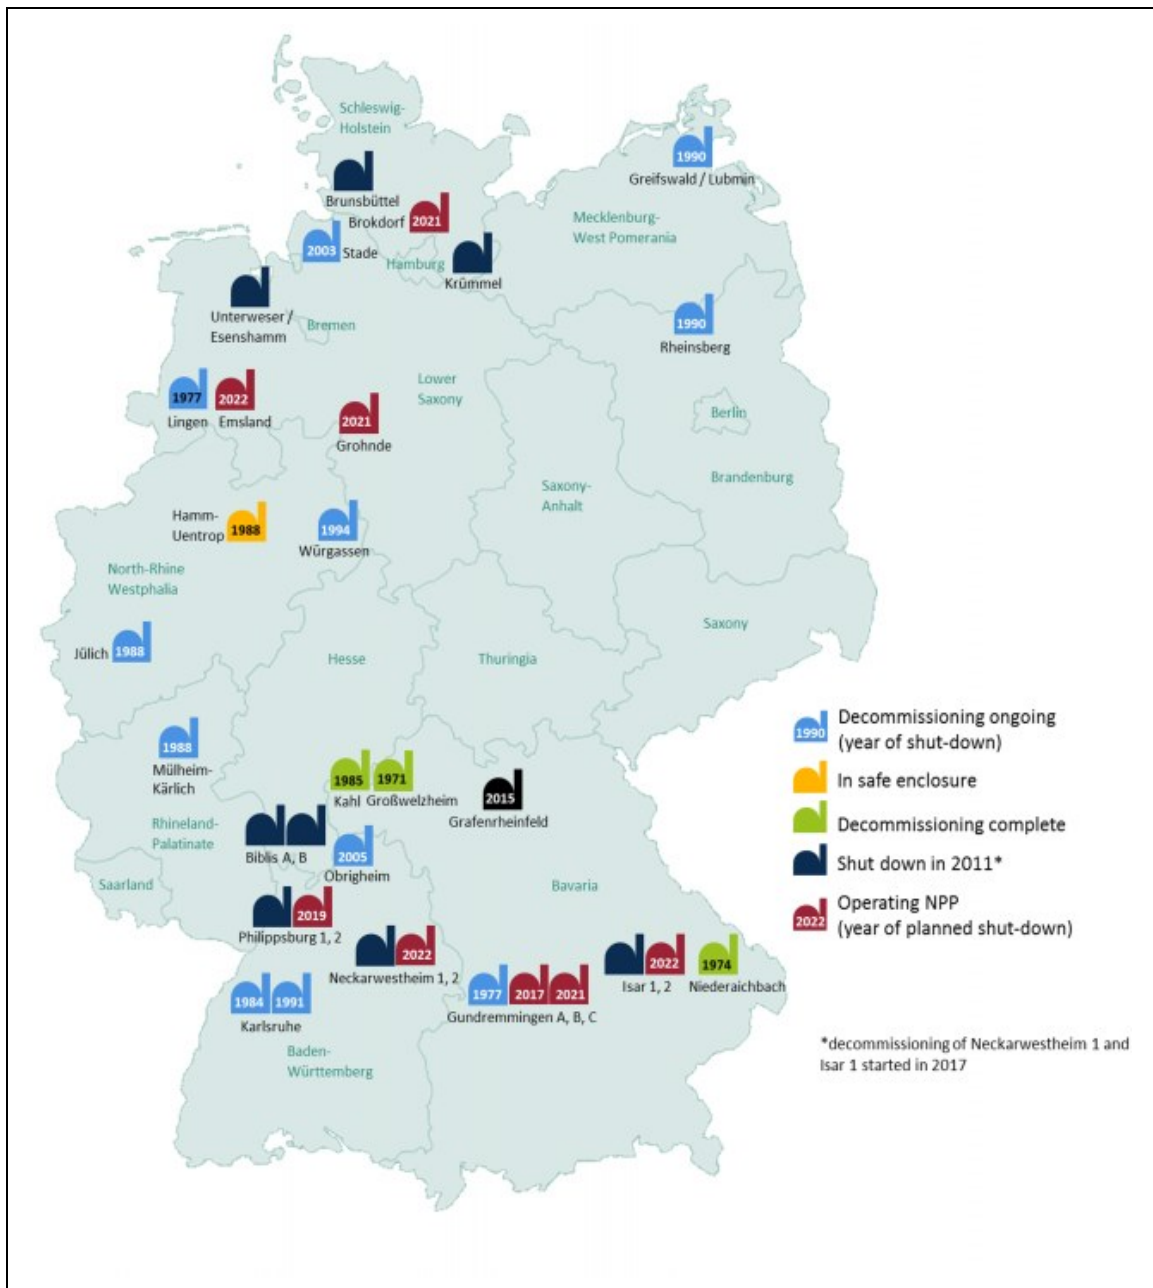 Schleswig-
Holstein
1990
Greifswald / Lubmin
Brunsbüttel
Brokdorf
2021
Mecklenburg-
West Pomerania
2003
Stade
Hamburg
Krümmel
Unterweser /
Esenshamm
Bremen
1990
Rheinsberg
Lower
Saxony
1977
2022
Lingen
Emsland
2021
Grohnde
Berlin
Brandenburg
Saxony-
Anhalt
Hamm-
Uentrop
1988
1994
Würgassen
North-Rhine
Westphalia
Jülich
1988
Hesse
Thuringia
Saxony
1988
Mülheim-
Kärlich
1985
1971
Kahl
Großwelzheim
2015
Grafenrheinfeld
Rhineland-
Palatinate
Biblis A, B
2005
Obrigheim
Saarland
Bavaria
2019
Philippsburg 1, 2
2022
Neckarwestheim 1, 2
2022
Isar 1, 2
1974
Niederaichbach
1984
1991
Karlsruhe
1977
2017
2021
Gundremmingen A, B, C
Baden-
Württemberg
1990
Decommissioning ongoing
(year of shut-down)
In safe enclosure
Decommissioning complete
Shut down in 2011*
2022
Operating NPP
(year of planned shut-down)
*decommissioning of Neckarwestheim 1 and
Isar 1 started in 2017